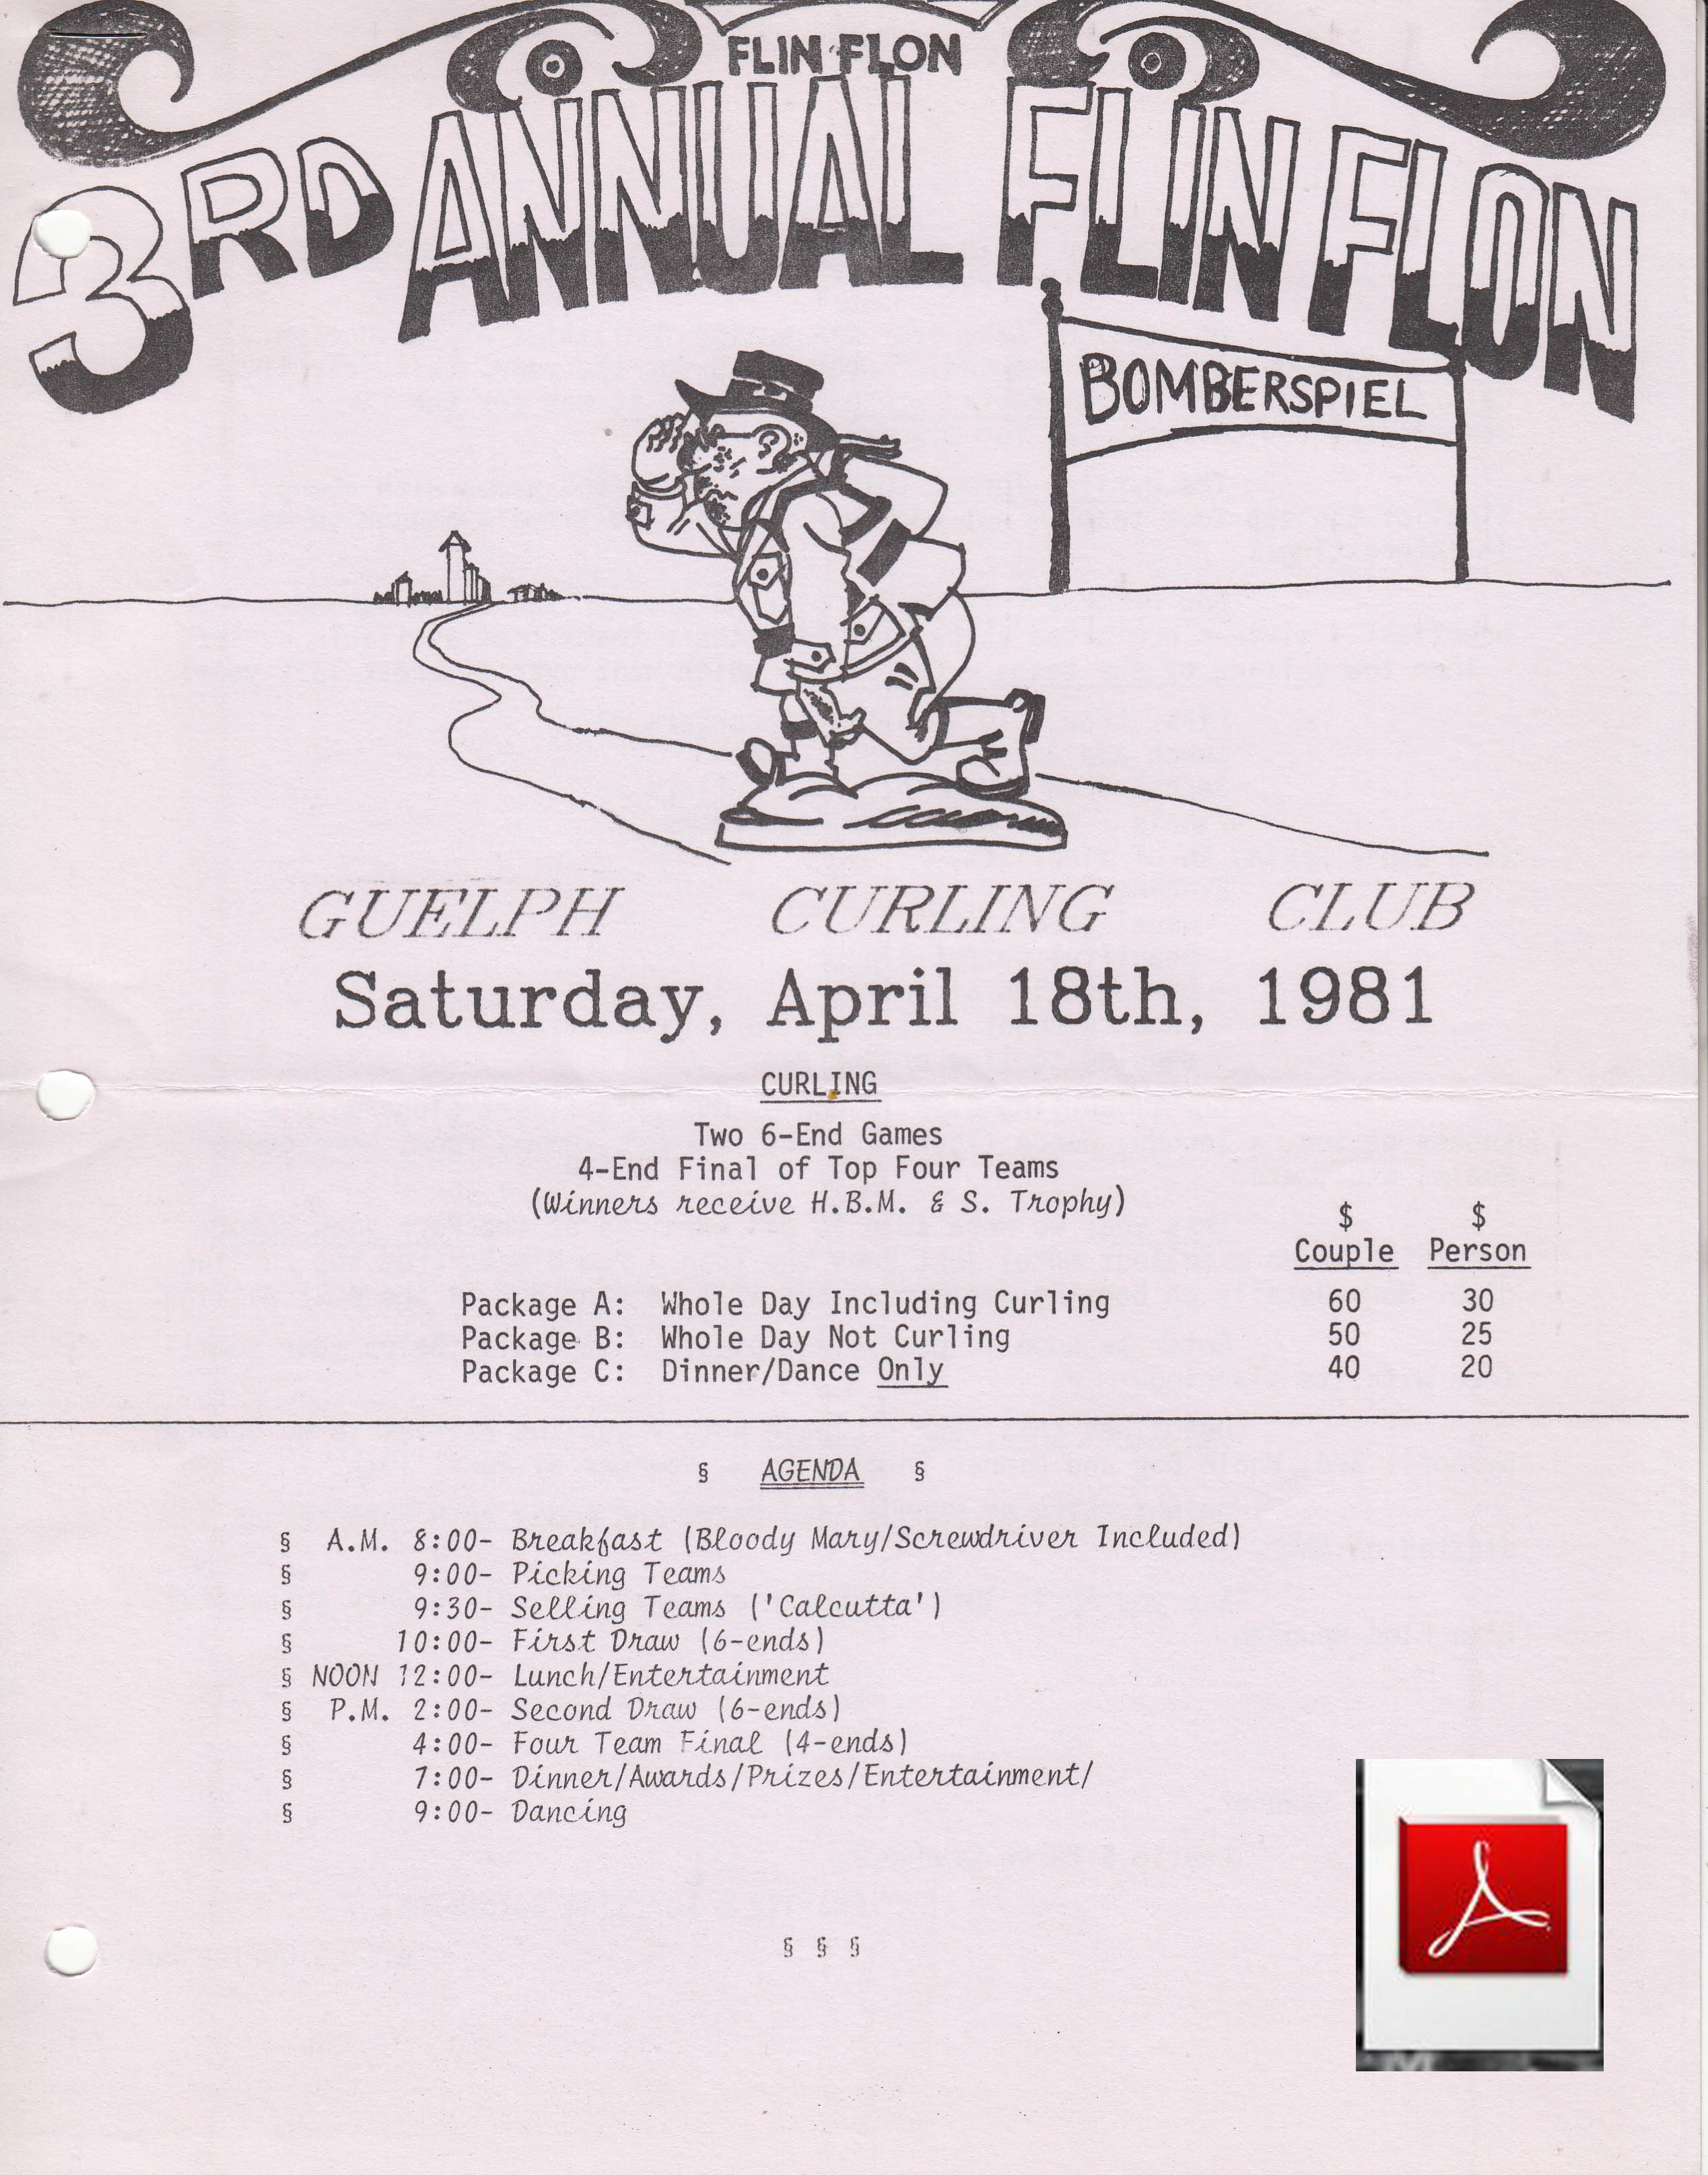 FLIN FLON
3RD ANNUAL FLIN FLON
BOMBERSPIEL
GUELPH CURLING CLUB
Saturday, April 18th, 1981
CURLING
Two 6-End Games
4-End Final of Top Four Teams
(Winners receive H.B.M. & S. Trophy)
$ $
Couple Person
Package A: Whole Day Including Curling 60 30
Package B: Whole Day Not Curling 50 25
Package C: Dinner/Dance Only 40 20
§ AGENDA §
§ A.M. 8:00- Breakfast (Bloody Mary/Screwdriver Included)
§ 9:00- Picking Teams
§ 9:30- Selling Teams ('Calcutta')
§ 10:00- First Draw (6-ends)
§ NOON 12:00- Lunch/Entertainment
§ P.M. 2:00- Second Draw (6-ends)
§ 4:00- Four Team Final (4-ends)
§ 7:00- Dinner/Awards/Prizes/Entertainment/
§ 9:00- Dancing
§ § §